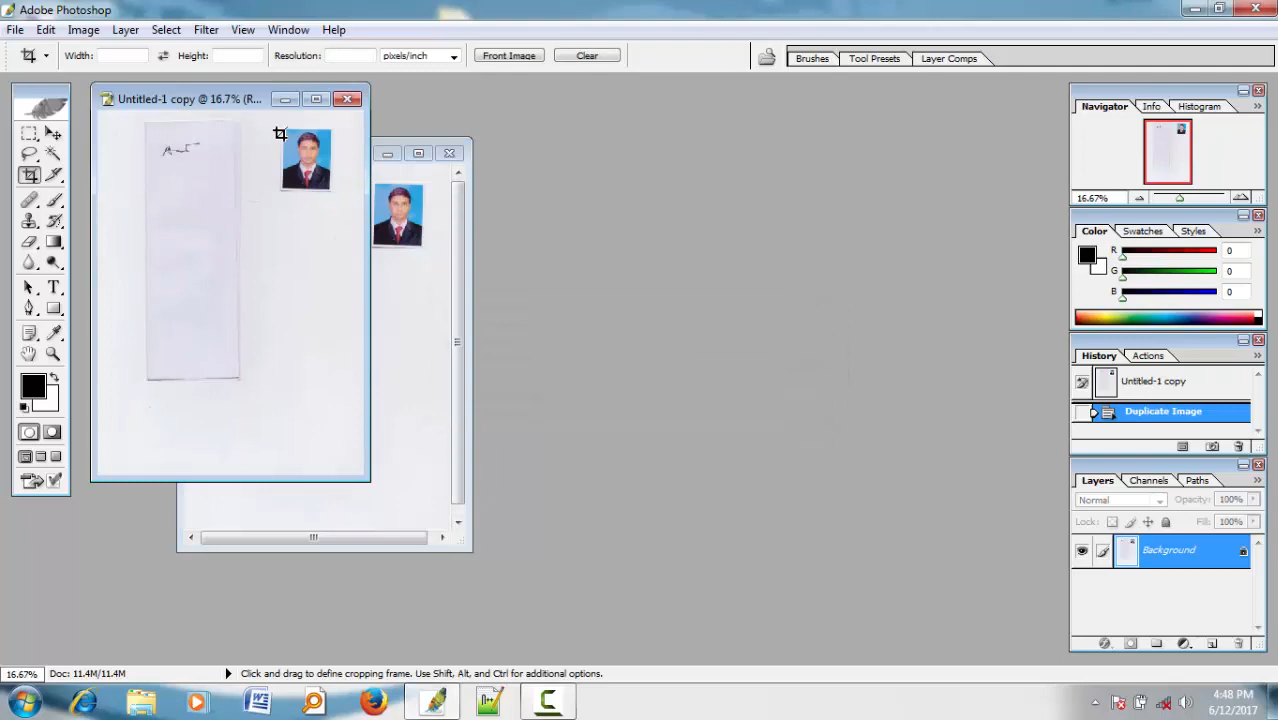 Adobe Photoshop
File Edit Image Layer Select Filter View Window Help
Width: Height: Resolution: pixels/inch Front Image Clear Brushes Tool Presets Layer Comps
Untitled-1 copy @ 16.7% (R...
Navigator Info Histogram
16.67%
Color Swatches Styles
R 0
G 0
B 0
History Actions
Untitled-1 copy
Duplicate Image
Layers Channels Paths
Normal Opacity: 100%
Lock: Fill: 100%
Background
16.67% Doc: 11.4M/11.4M Click and drag to define cropping frame. Use Shift, Alt, and Ctrl for additional options.
4:48 PM
6/12/2017